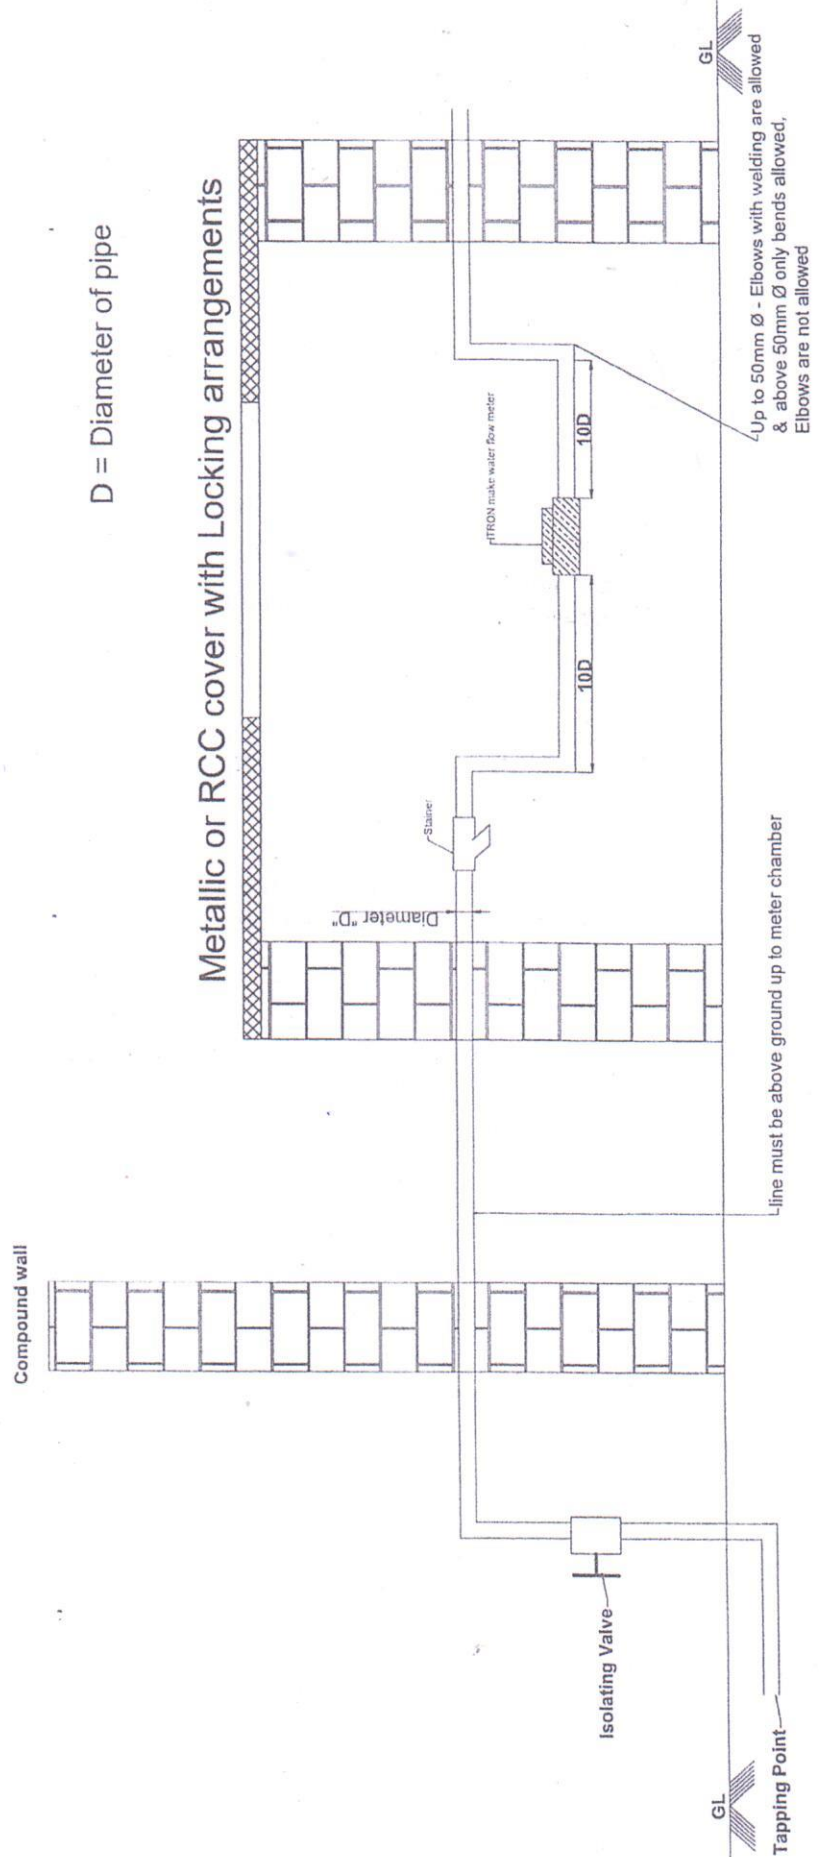 D = Diameter of pipe
Metallic or RCC cover with Locking arrangements
Compound wall
GL
ITRON make water flow meter
Stainer
Diameter "D"
10D
10D
Isolating Valve
Up to 50mm Ø - Elbows with welding are allowed
& above 50mm Ø only bends allowed,
Elbows are not allowed
line must be above ground up to meter chamber
GL
Tapping Point